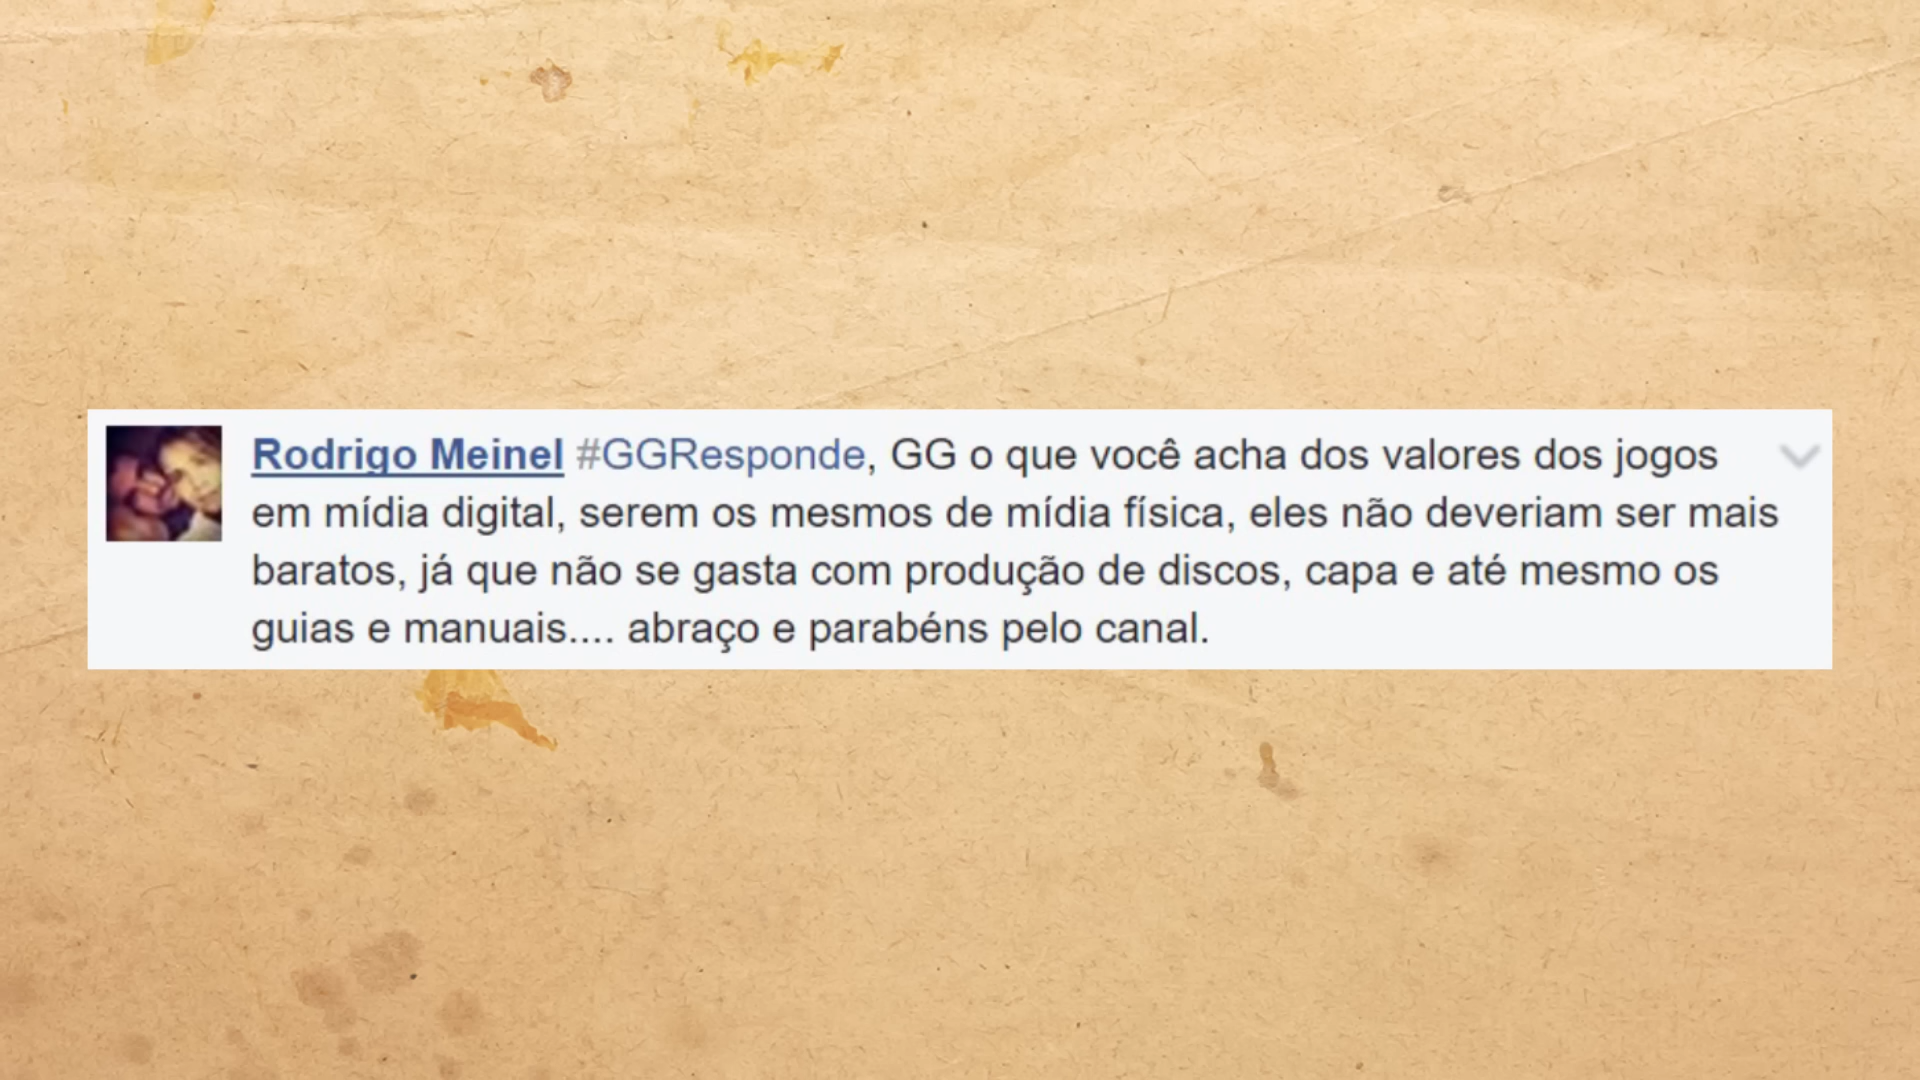 Rodrigo Meinel #GGResponde, GG o que você acha dos valores dos jogos
em mídia digital, serem os mesmos de mídia física, eles não deveriam ser mais
baratos, já que não se gasta com produção de discos, capa e até mesmo os
guias e manuais.... abraço e parabéns pelo canal.